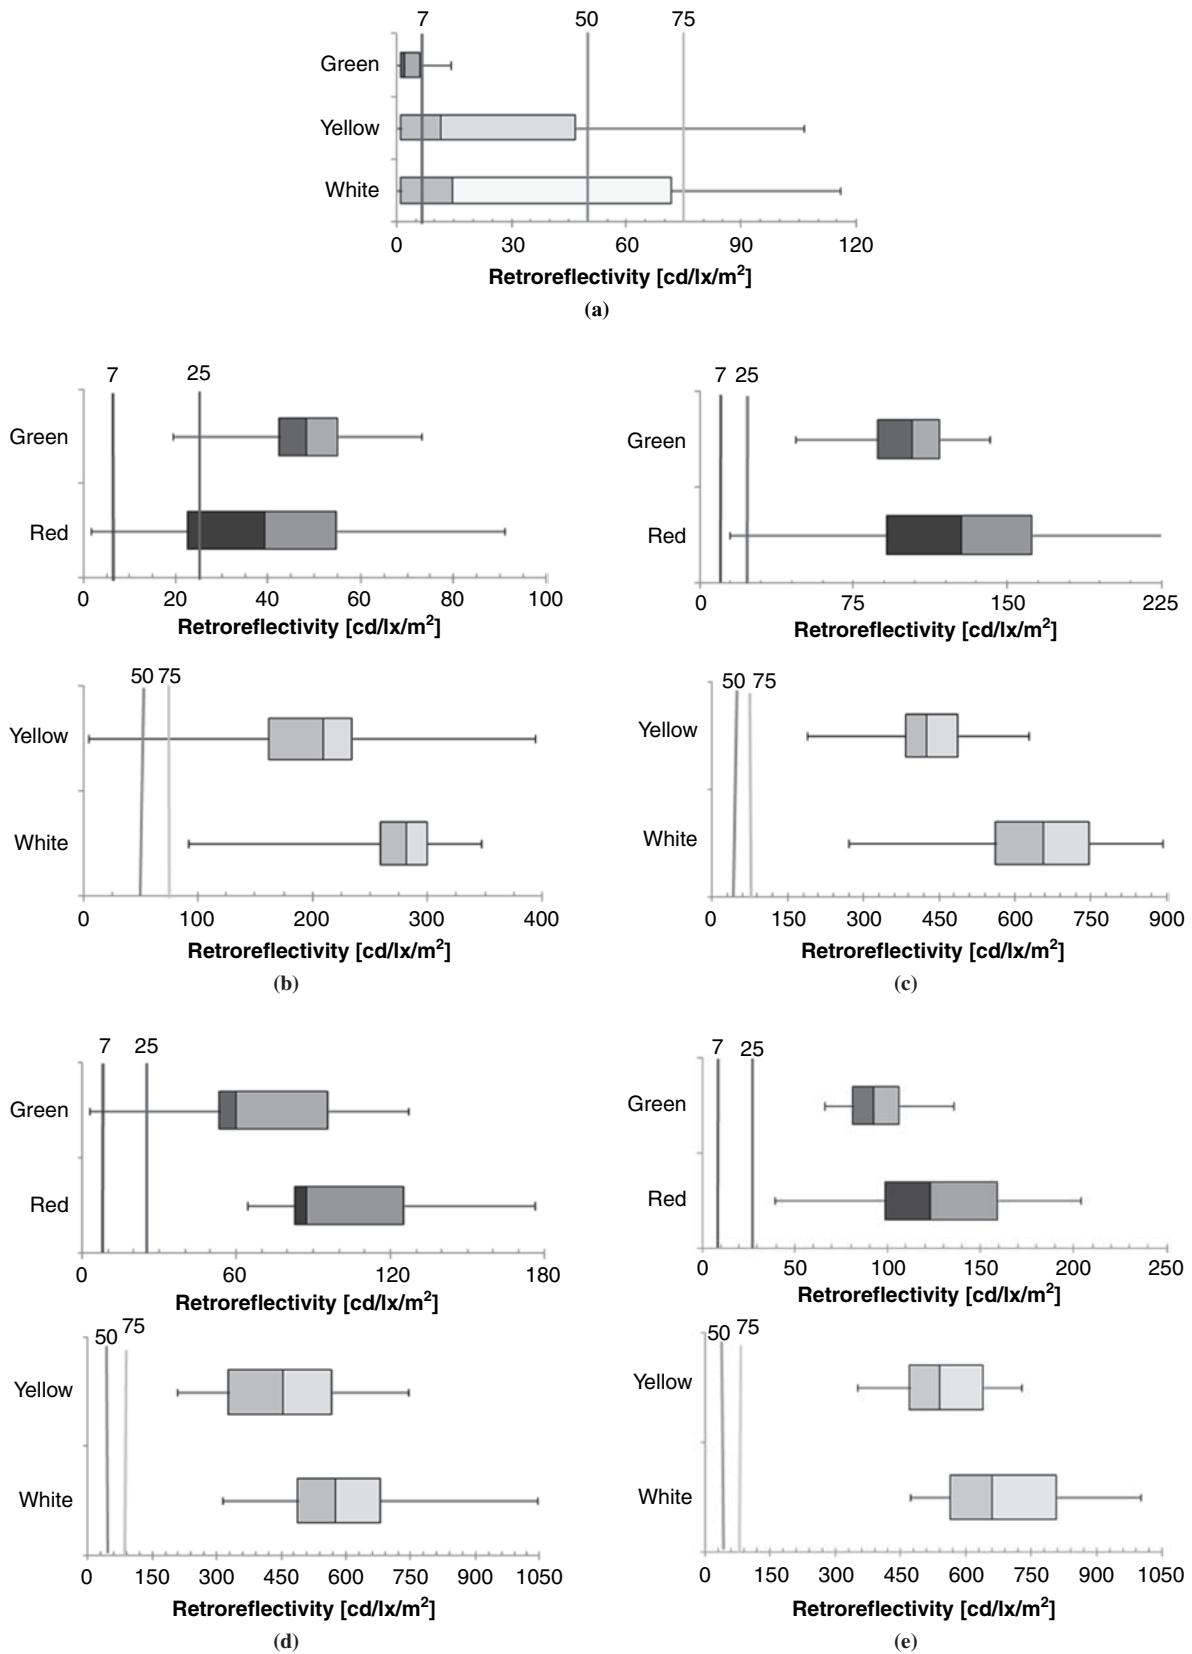 7 50 75
Green
Yellow
White
0 30 60 90 120
Retroreflectivity [cd/lx/m²]
(a)
7 25
Green
Red
0 20 40 60 80 100
Retroreflectivity [cd/lx/m²]
50 75
Yellow
White
0 100 200 300 400
Retroreflectivity [cd/lx/m²]
(b)
7 25
Green
Red
0 75 150 225
Retroreflectivity [cd/lx/m²]
50 75
Yellow
White
0 150 300 450 600 750 900
Retroreflectivity [cd/lx/m²]
(c)
7 25
Green
Red
0 60 120 180
Retroreflectivity [cd/lx/m²]
50 75
Yellow
White
0 150 300 450 600 750 900 1050
Retroreflectivity [cd/lx/m²]
(d)
7 25
Green
Red
0 50 100 150 200 250
Retroreflectivity [cd/lx/m²]
50 75
Yellow
White
0 150 300 450 600 750 900 1050
Retroreflectivity [cd/lx/m²]
(e)